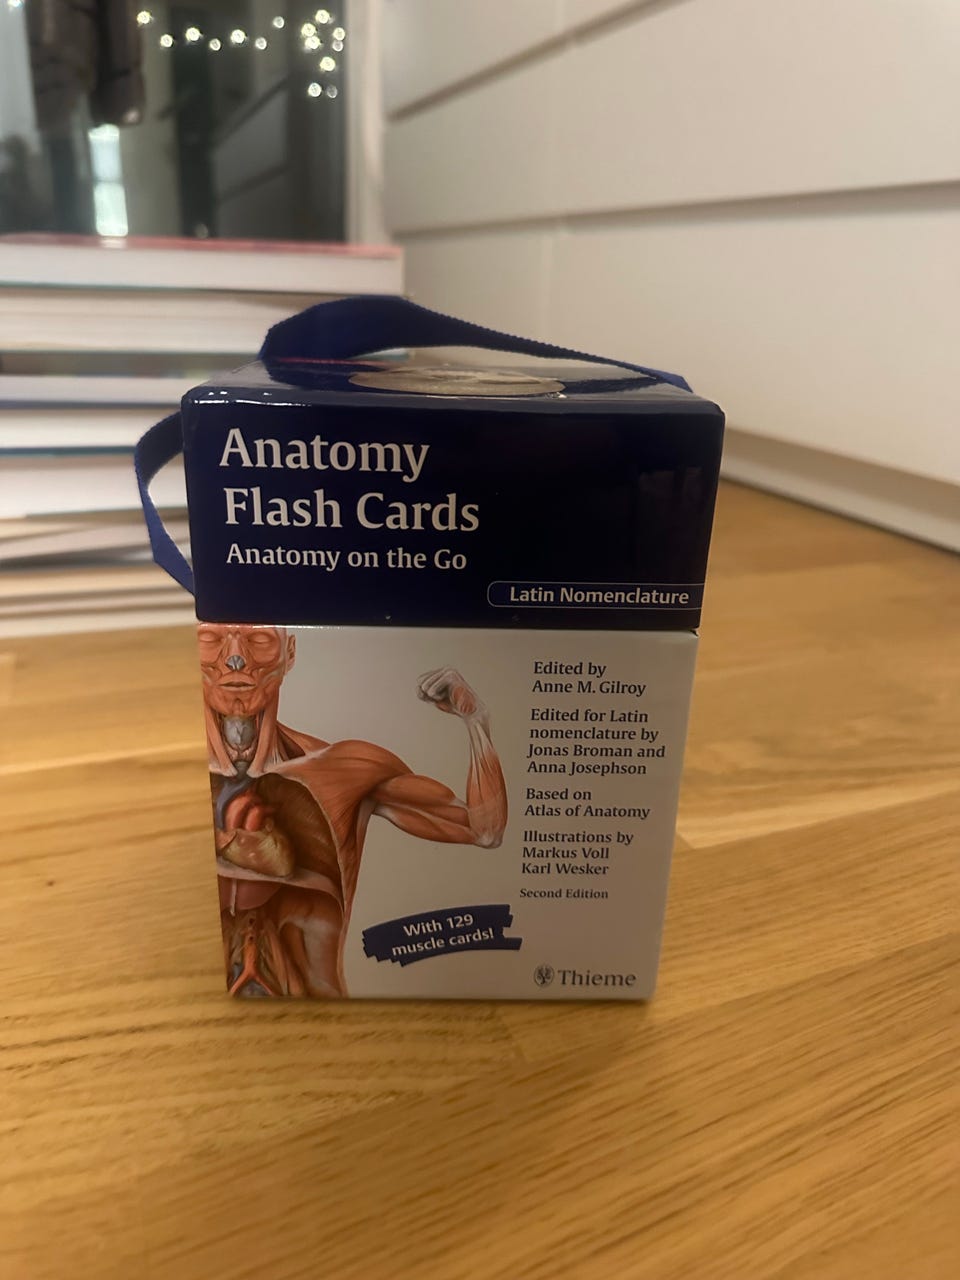 Anatomy
Flash Cards
Anatomy on the Go
Latin Nomenclature
Edited by
Anne M. Gilroy
Edited for Latin
nomenclature by
Jonas Broman and
Anna Josephson
Based on
Atlas of Anatomy
Illustrations by
Markus Voll
Karl Wesker
Second Edition
With 129
muscle cards!
Thieme